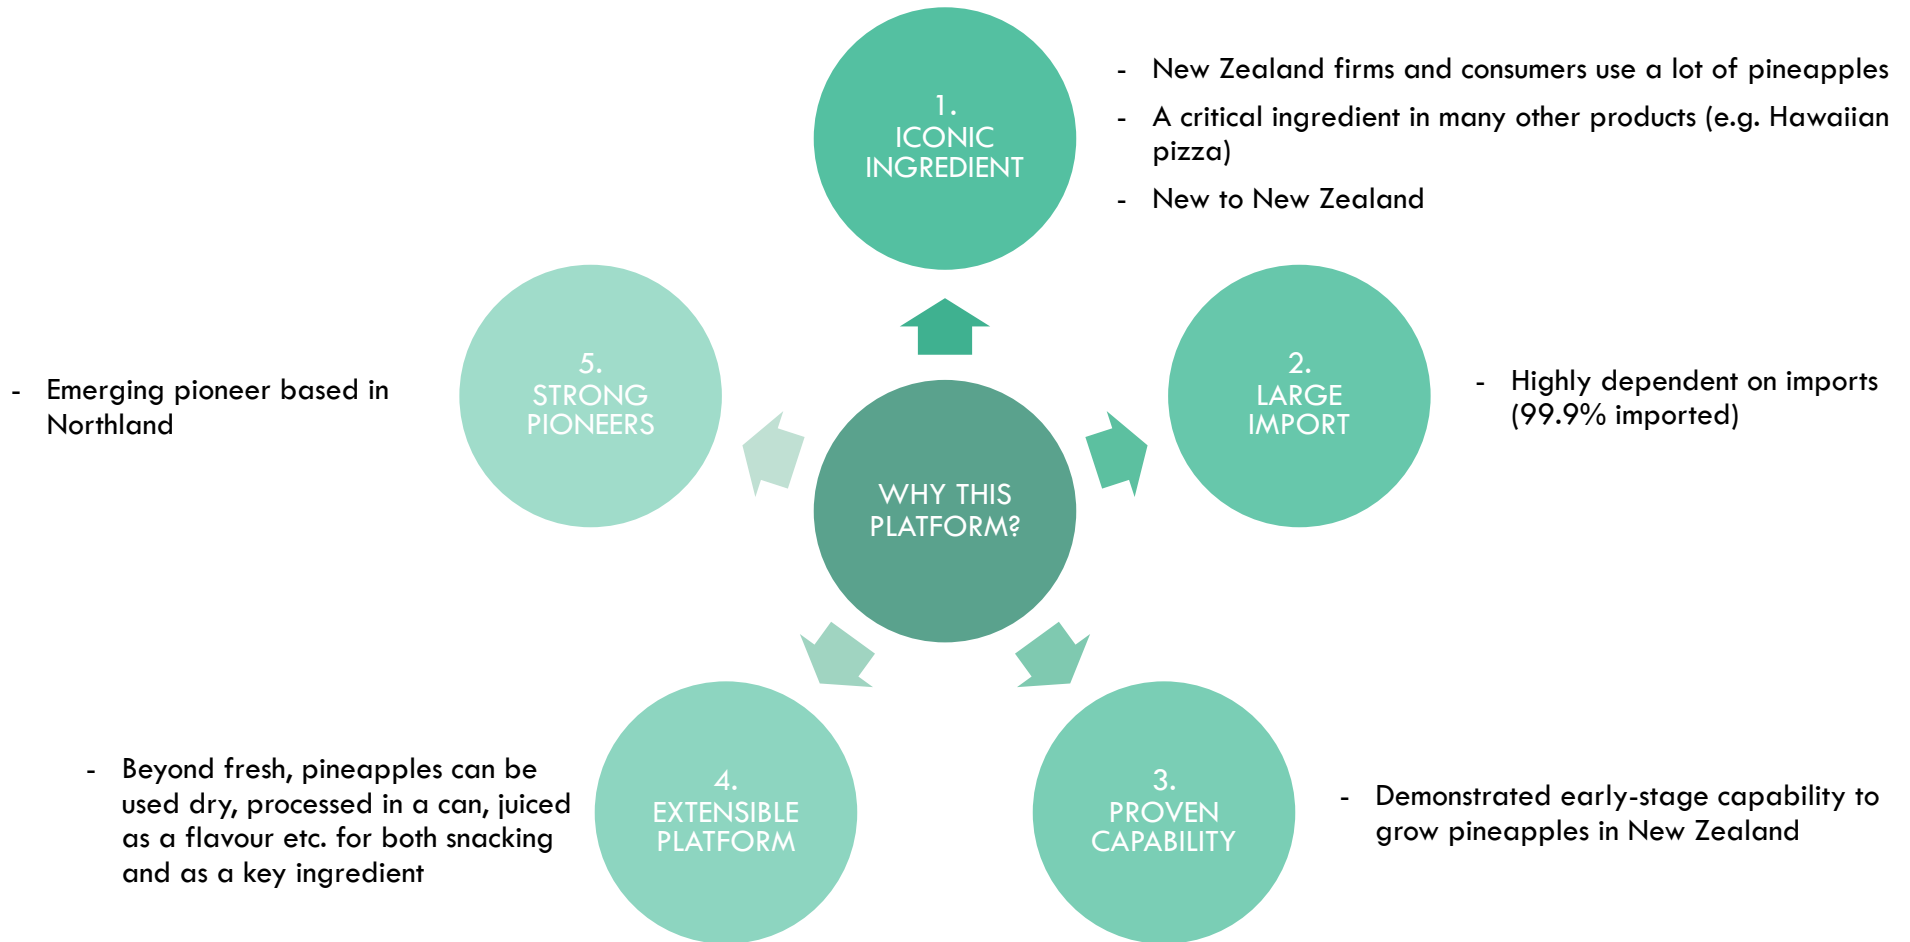 1.
ICONIC
INGREDIENT
- New Zealand firms and consumers use a lot of pineapples
- A critical ingredient in many other products (e.g. Hawaiian
pizza)
- New to New Zealand
2.
LARGE
IMPORT
- Highly dependent on imports
(99.9% imported)
3.
PROVEN
CAPABILITY
- Demonstrated early-stage capability to
grow pineapples in New Zealand
4.
EXTENSIBLE
PLATFORM
- Beyond fresh, pineapples can be
used dry, processed in a can, juiced
as a flavour etc. for both snacking
and as a key ingredient
5.
STRONG
PIONEERS
- Emerging pioneer based in
Northland
WHY THIS
PLATFORM?